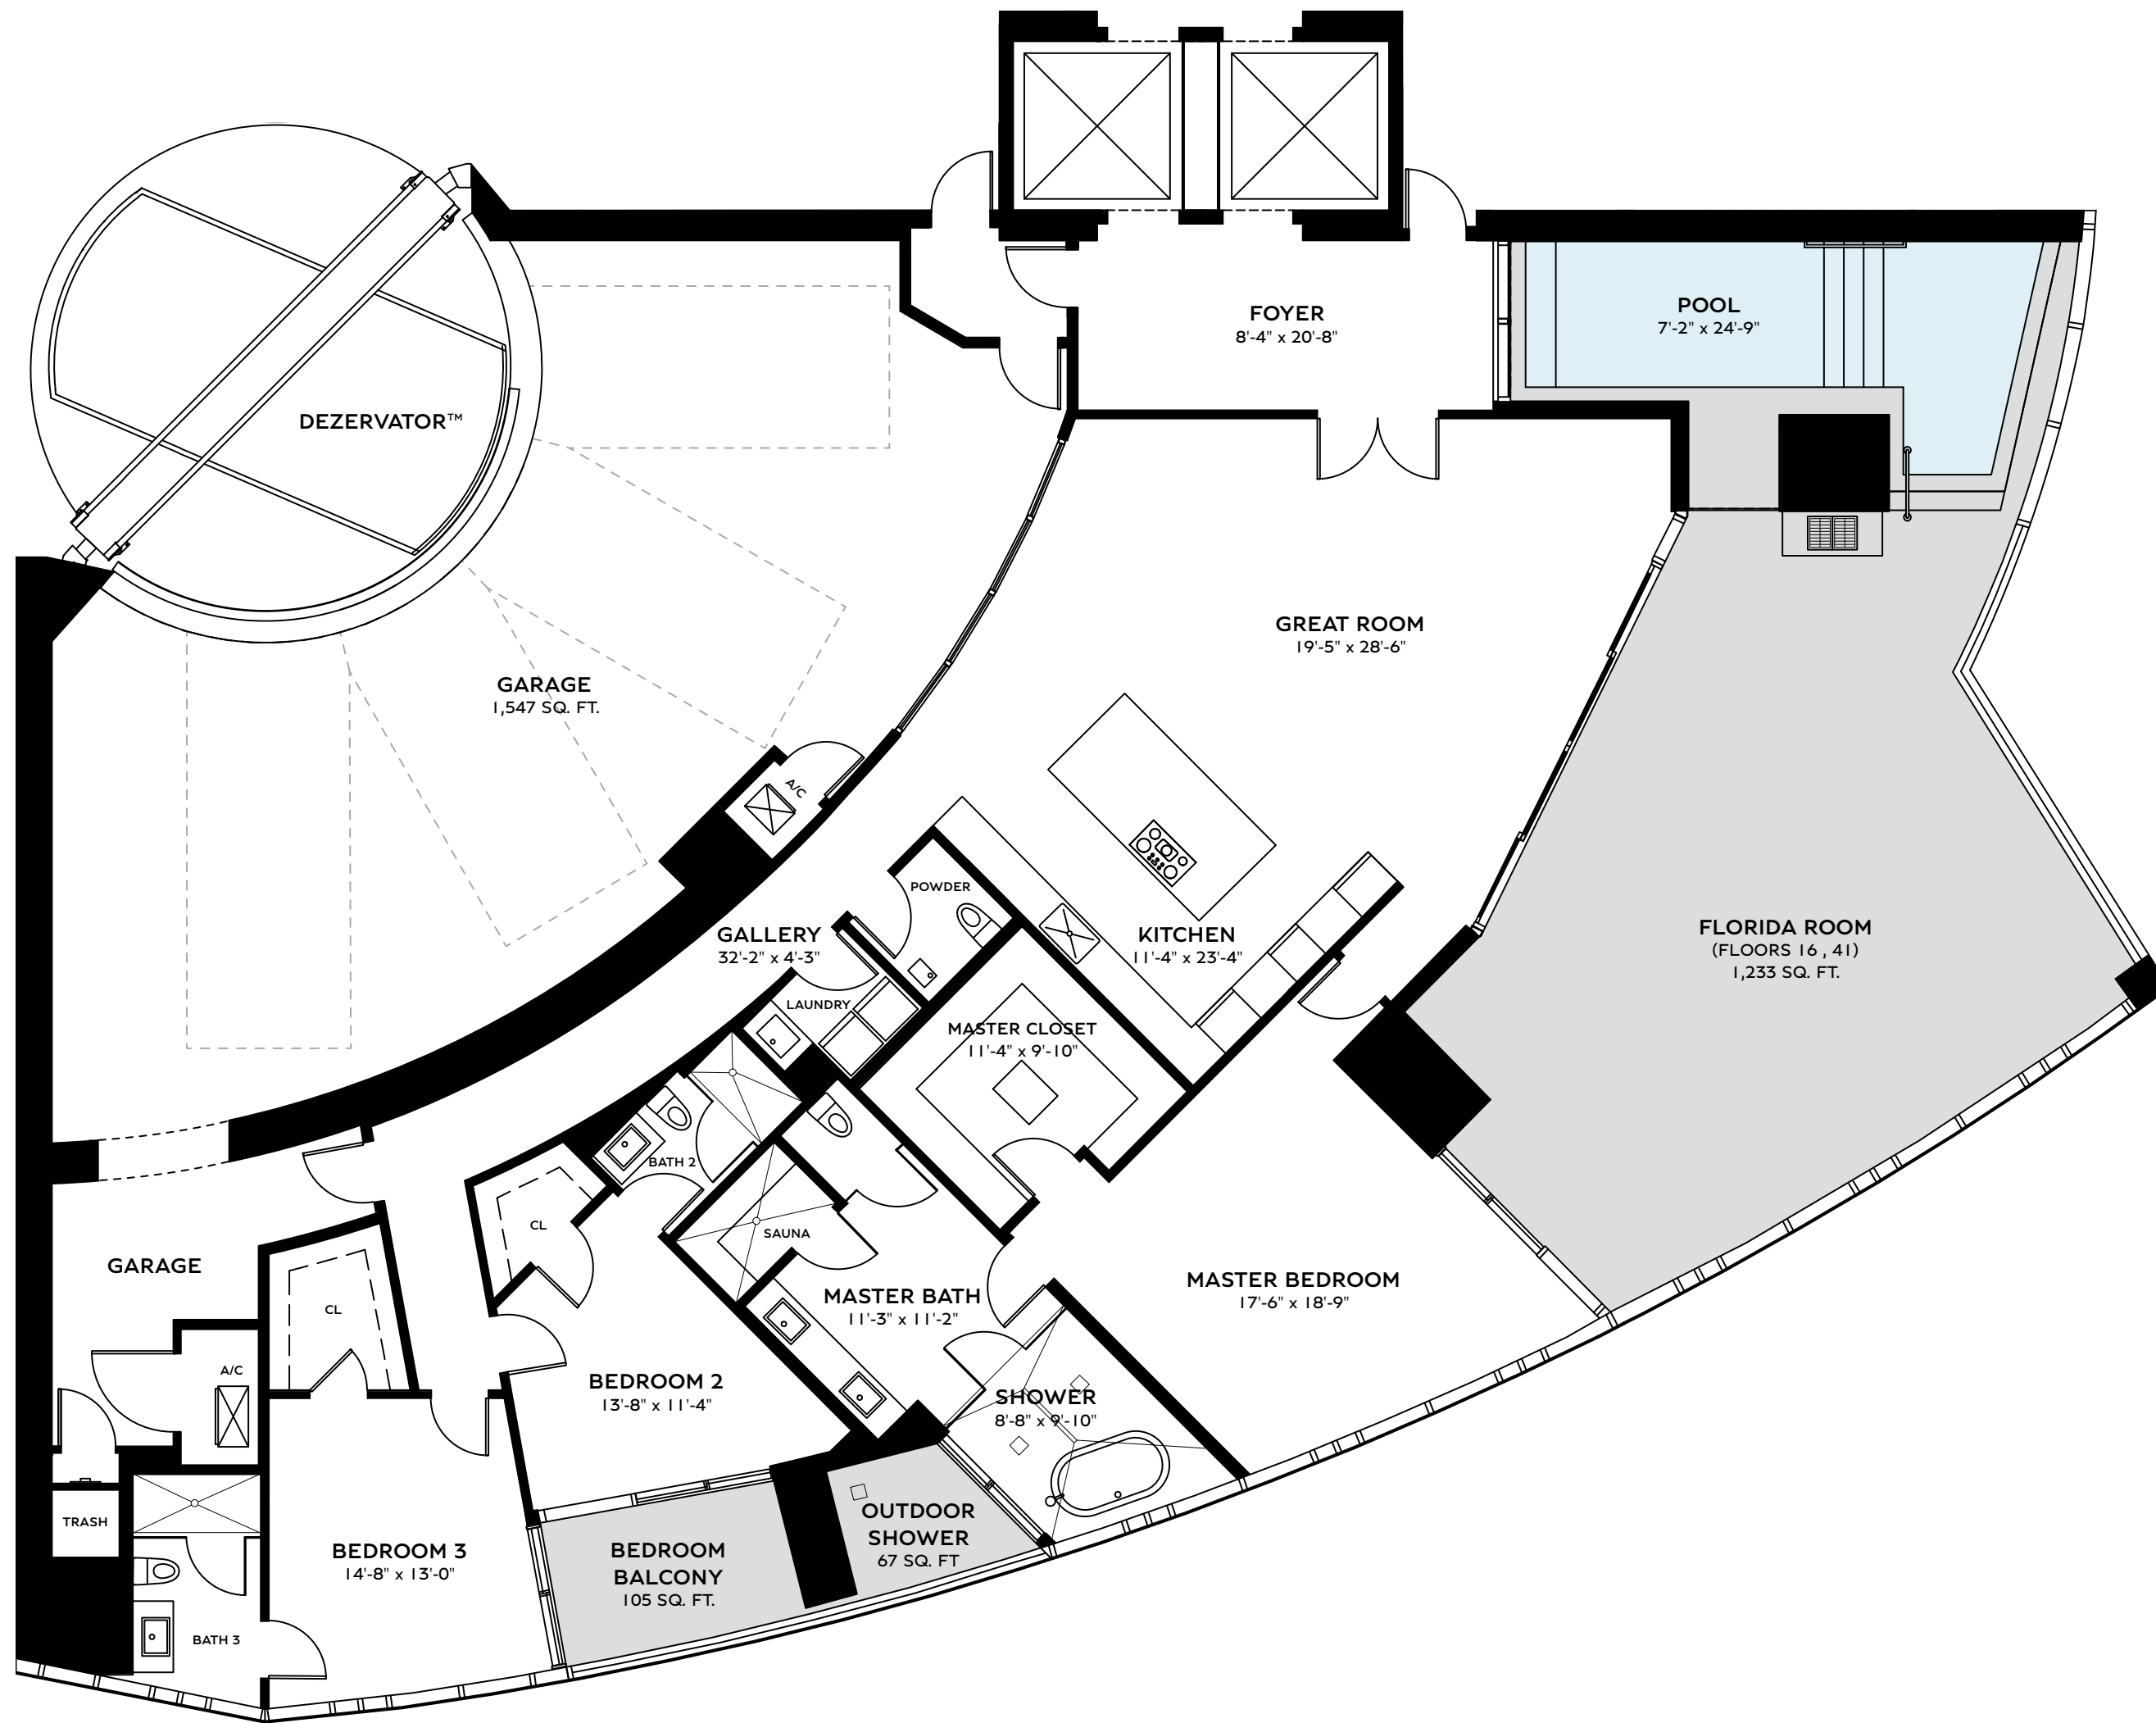 FOYER
8'-4" x 20'-8"
POOL
7'-2" x 24'-9"
DEZERVATOR™
GREAT ROOM
19'-5" x 28'-6"
GARAGE
1,547 SQ. FT.
A/C
POWDER
GALLERY
32'-2" x 4'-3"
KITCHEN
11'-4" x 23'-4"
FLORIDA ROOM
(FLOORS 16 , 41)
1,233 SQ. FT.
LAUNDRY
MASTER CLOSET
11'-4" x 9'-10"
BATH 2
CL
SAUNA
GARAGE
CL
MASTER BATH
11'-3" x 11'-2"
MASTER BEDROOM
17'-6" x 18'-9"
A/C
BEDROOM 2
13'-8" x 11'-4"
SHOWER
8'-8" x 9'-10"
TRASH
BEDROOM 3
14'-8" x 13'-0"
BEDROOM
BALCONY
105 SQ. FT.
OUTDOOR
SHOWER
67 SQ. FT
BATH 3